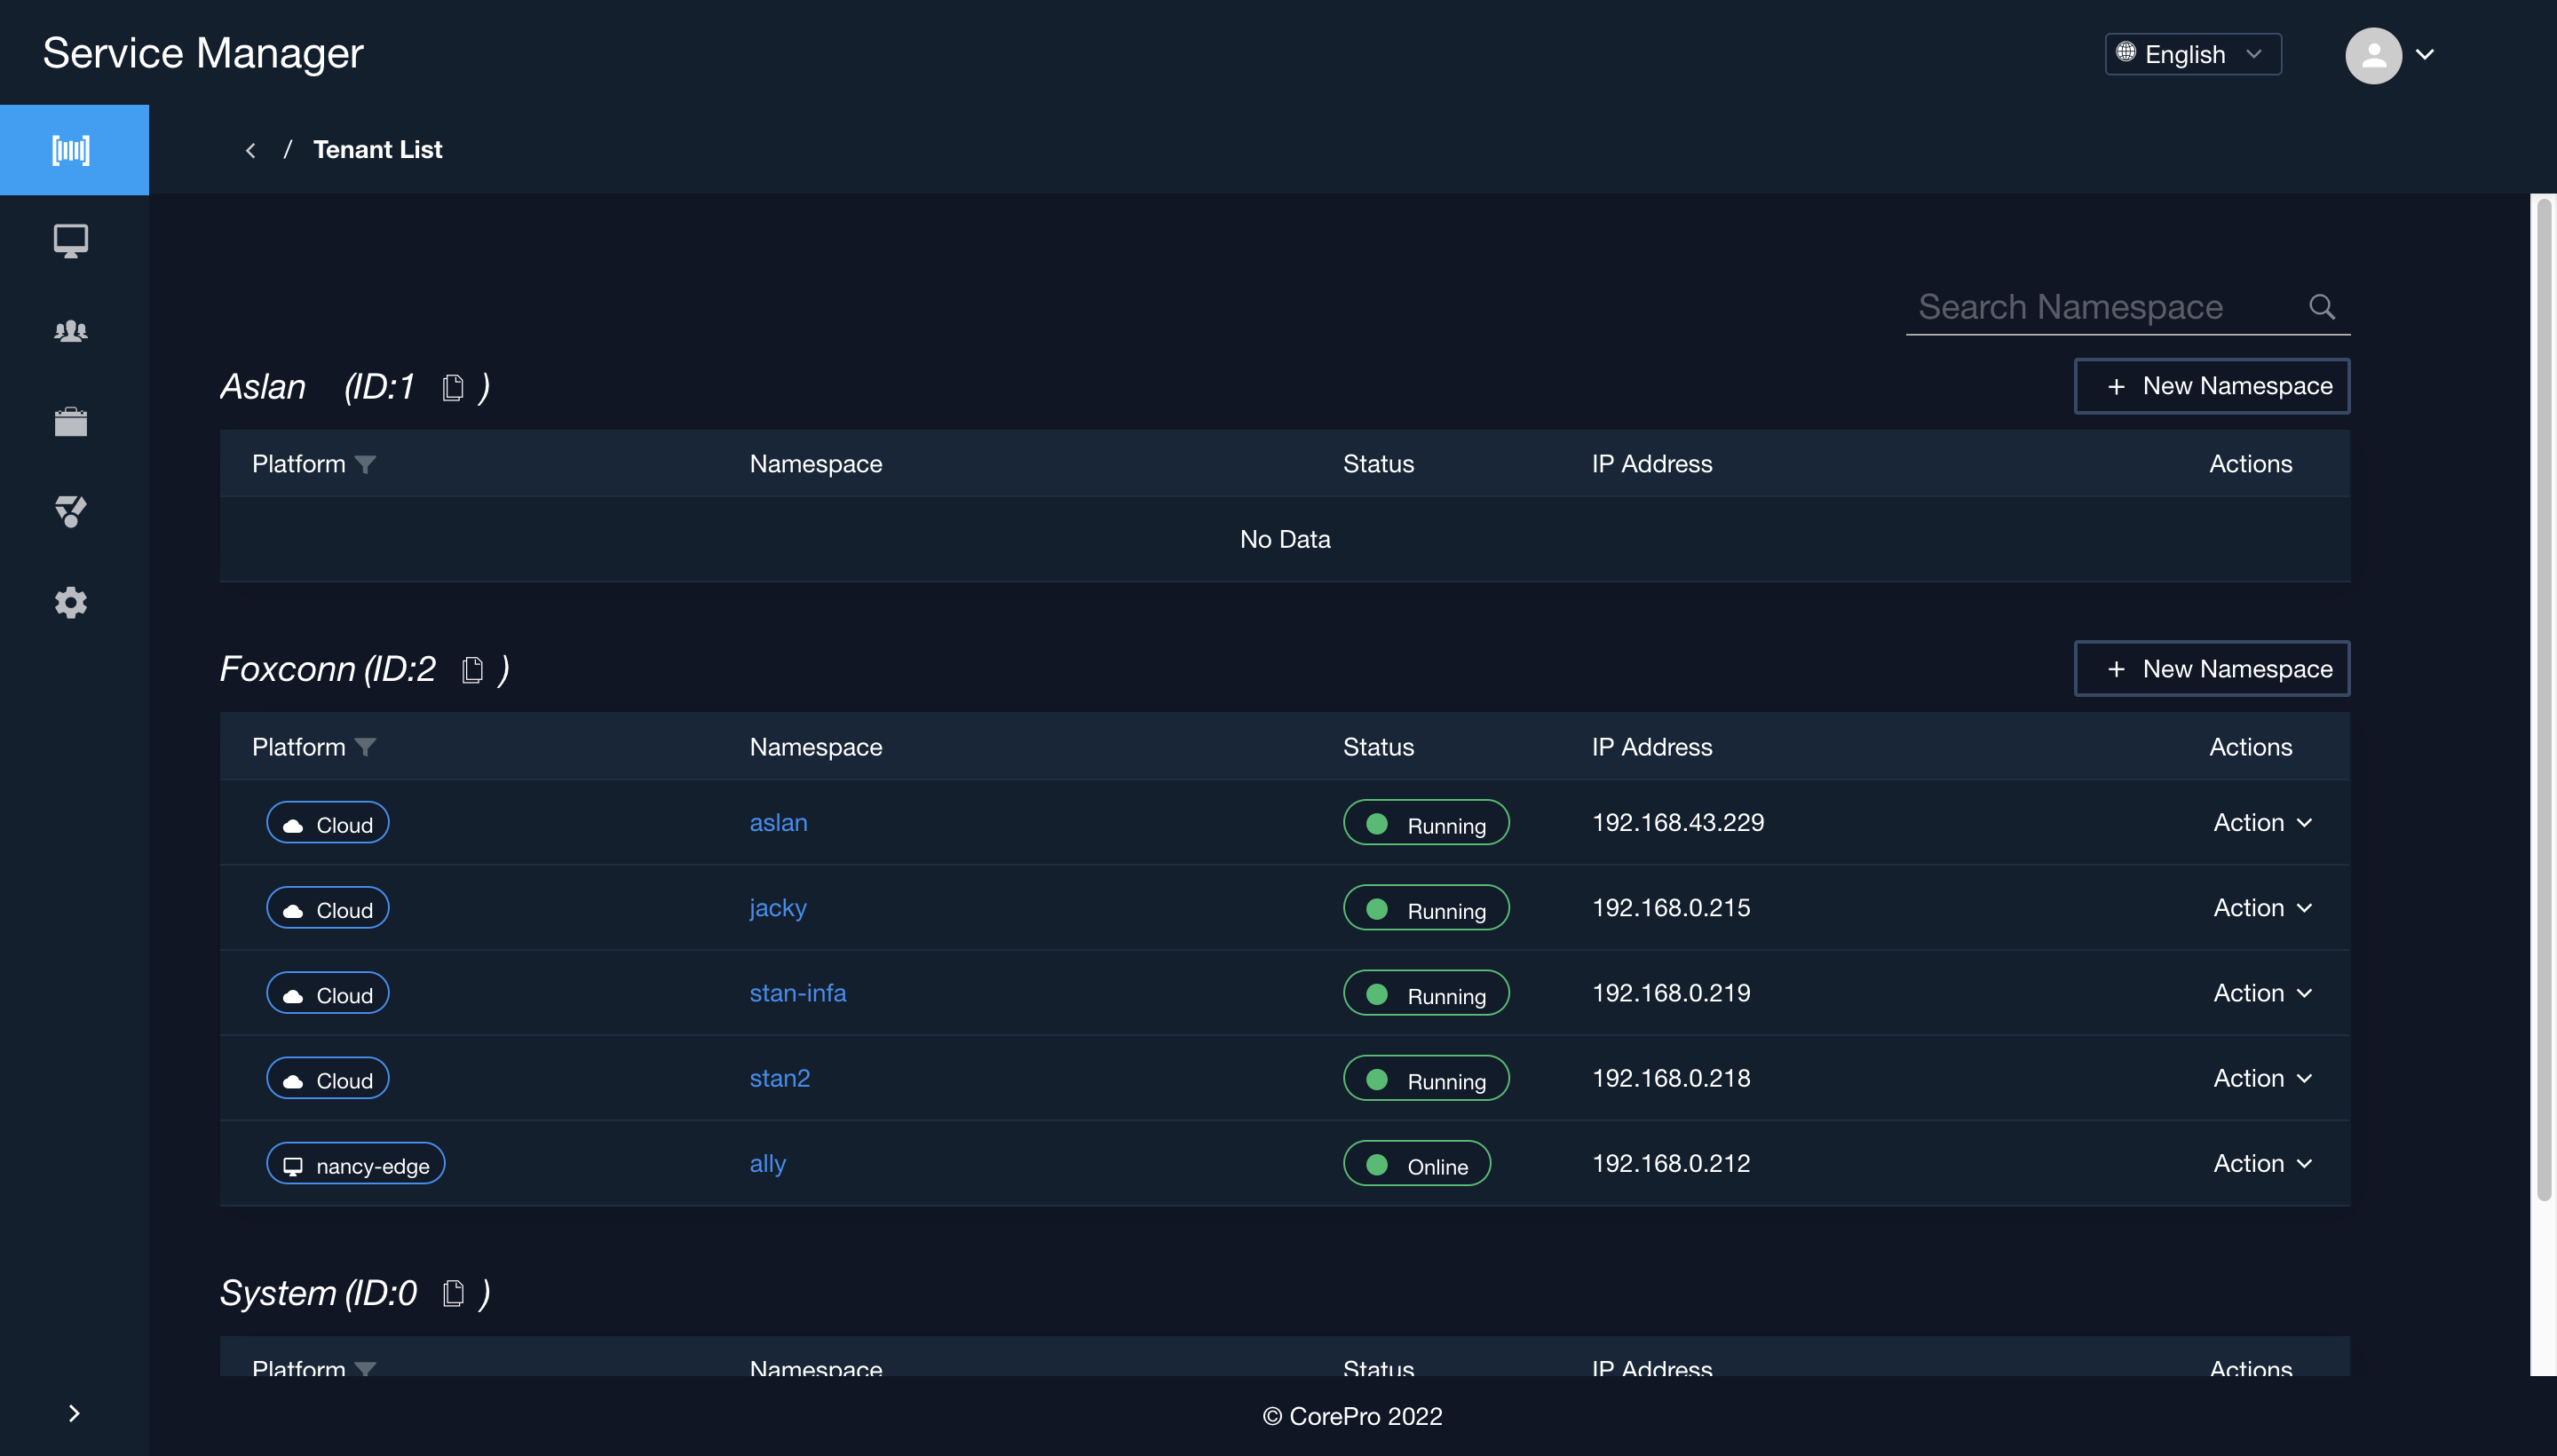 Service Manager
English
/ Tenant List
Search Namespace
Aslan (ID:1 )
+ New Namespace
Platform Namespace Status IP Address Actions
No Data
Foxconn (ID:2 )
+ New Namespace
Platform Namespace Status IP Address Actions
Cloud aslan Running 192.168.43.229 Action
Cloud jacky Running 192.168.0.215 Action
Cloud stan-infa Running 192.168.0.219 Action
Cloud stan2 Running 192.168.0.218 Action
nancy-edge ally Online 192.168.0.212 Action
System (ID:0 )
Platform Namespace Status IP Address Actions
© CorePro 2022